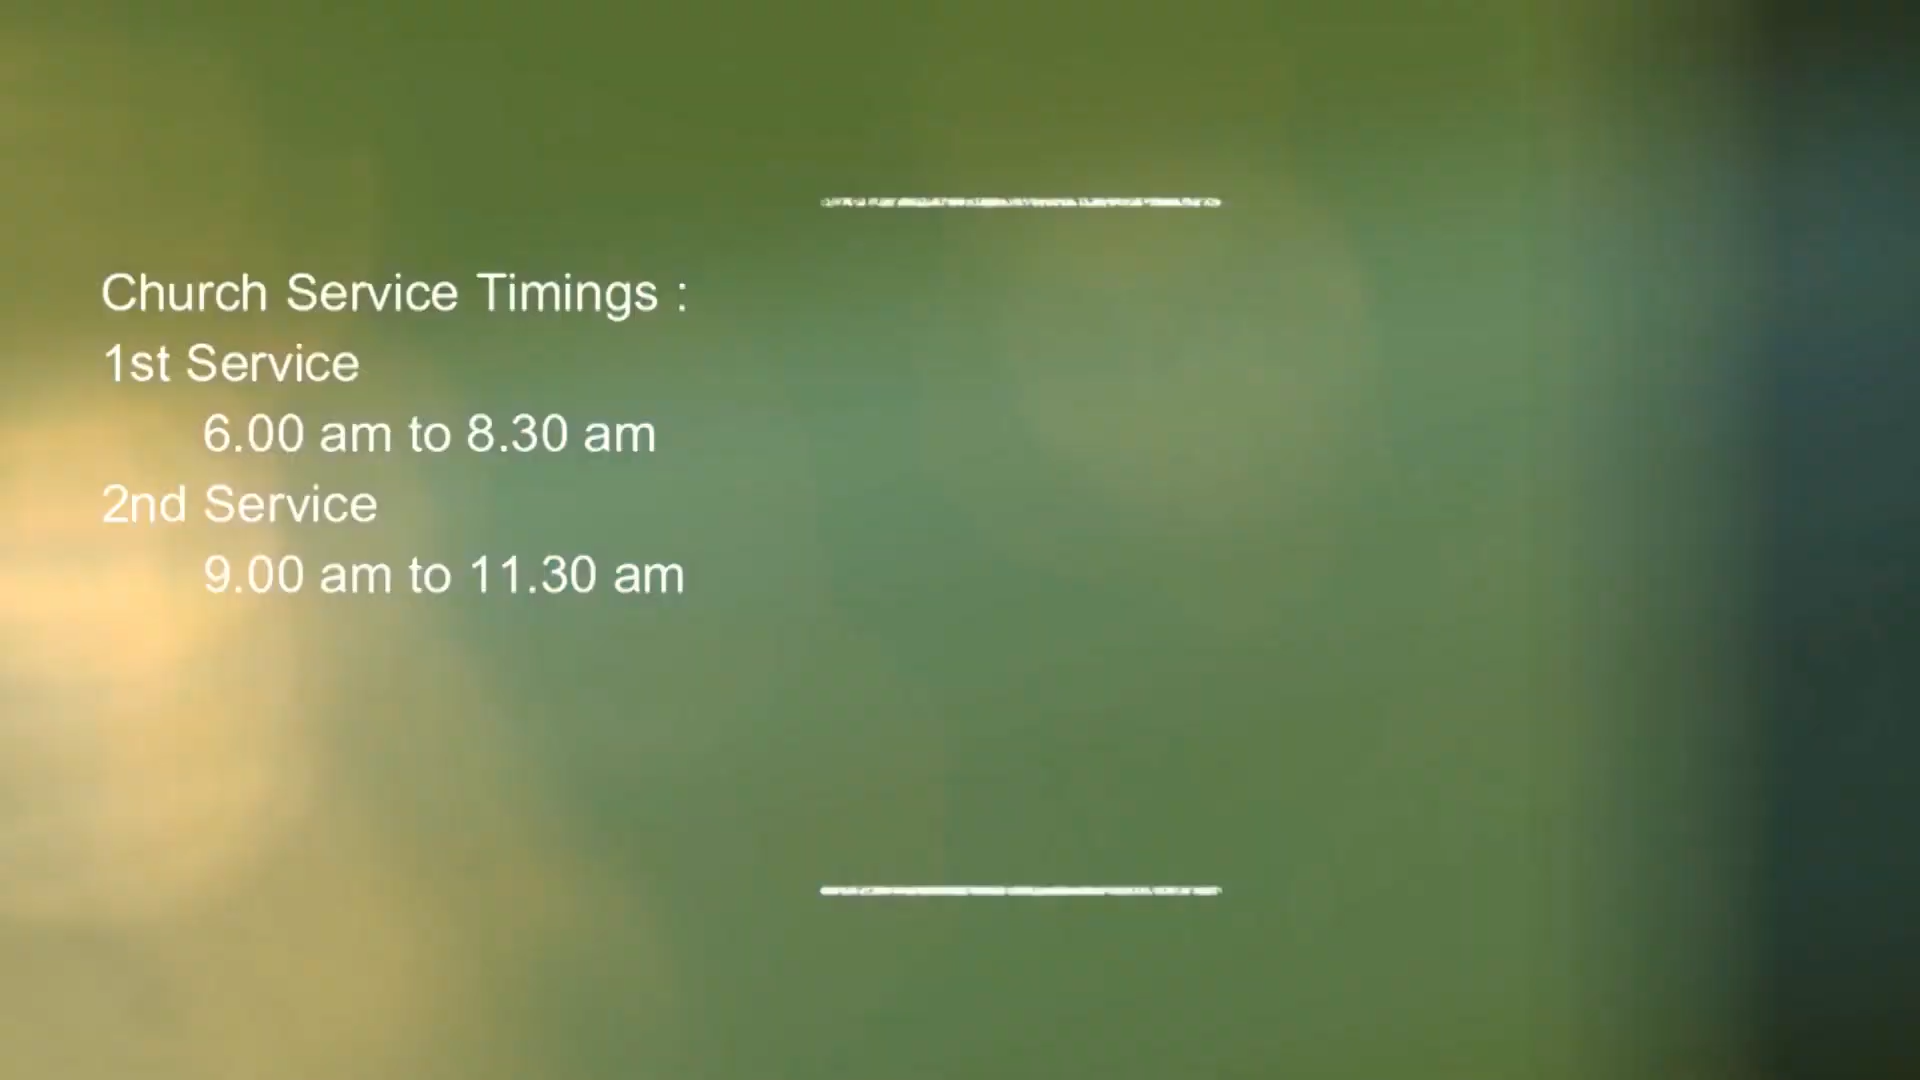 Church Service Timings :
1st Service
6.00 am to 8.30 am
2nd Service
9.00 am to 11.30 am